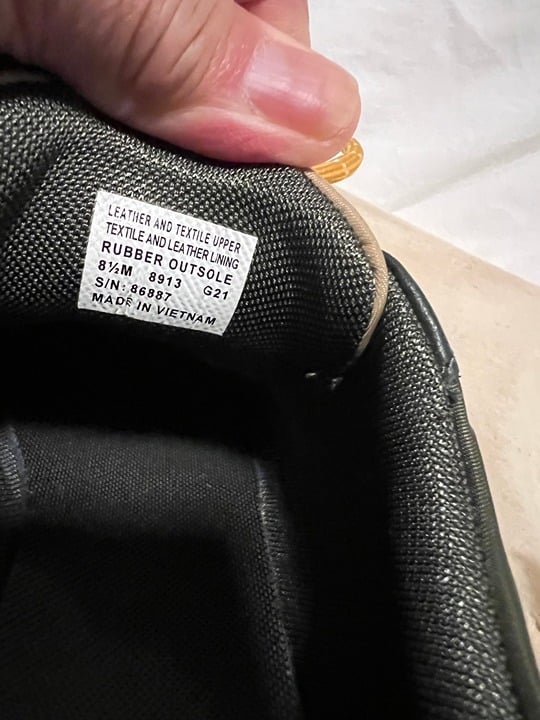 LEATHER AND TEXTILE UPPER
TEXTILE AND LEATHER LINING
RUBBER OUTSOLE
8½M 8913 G21
S/N: 86887
MADE IN VIETNAM